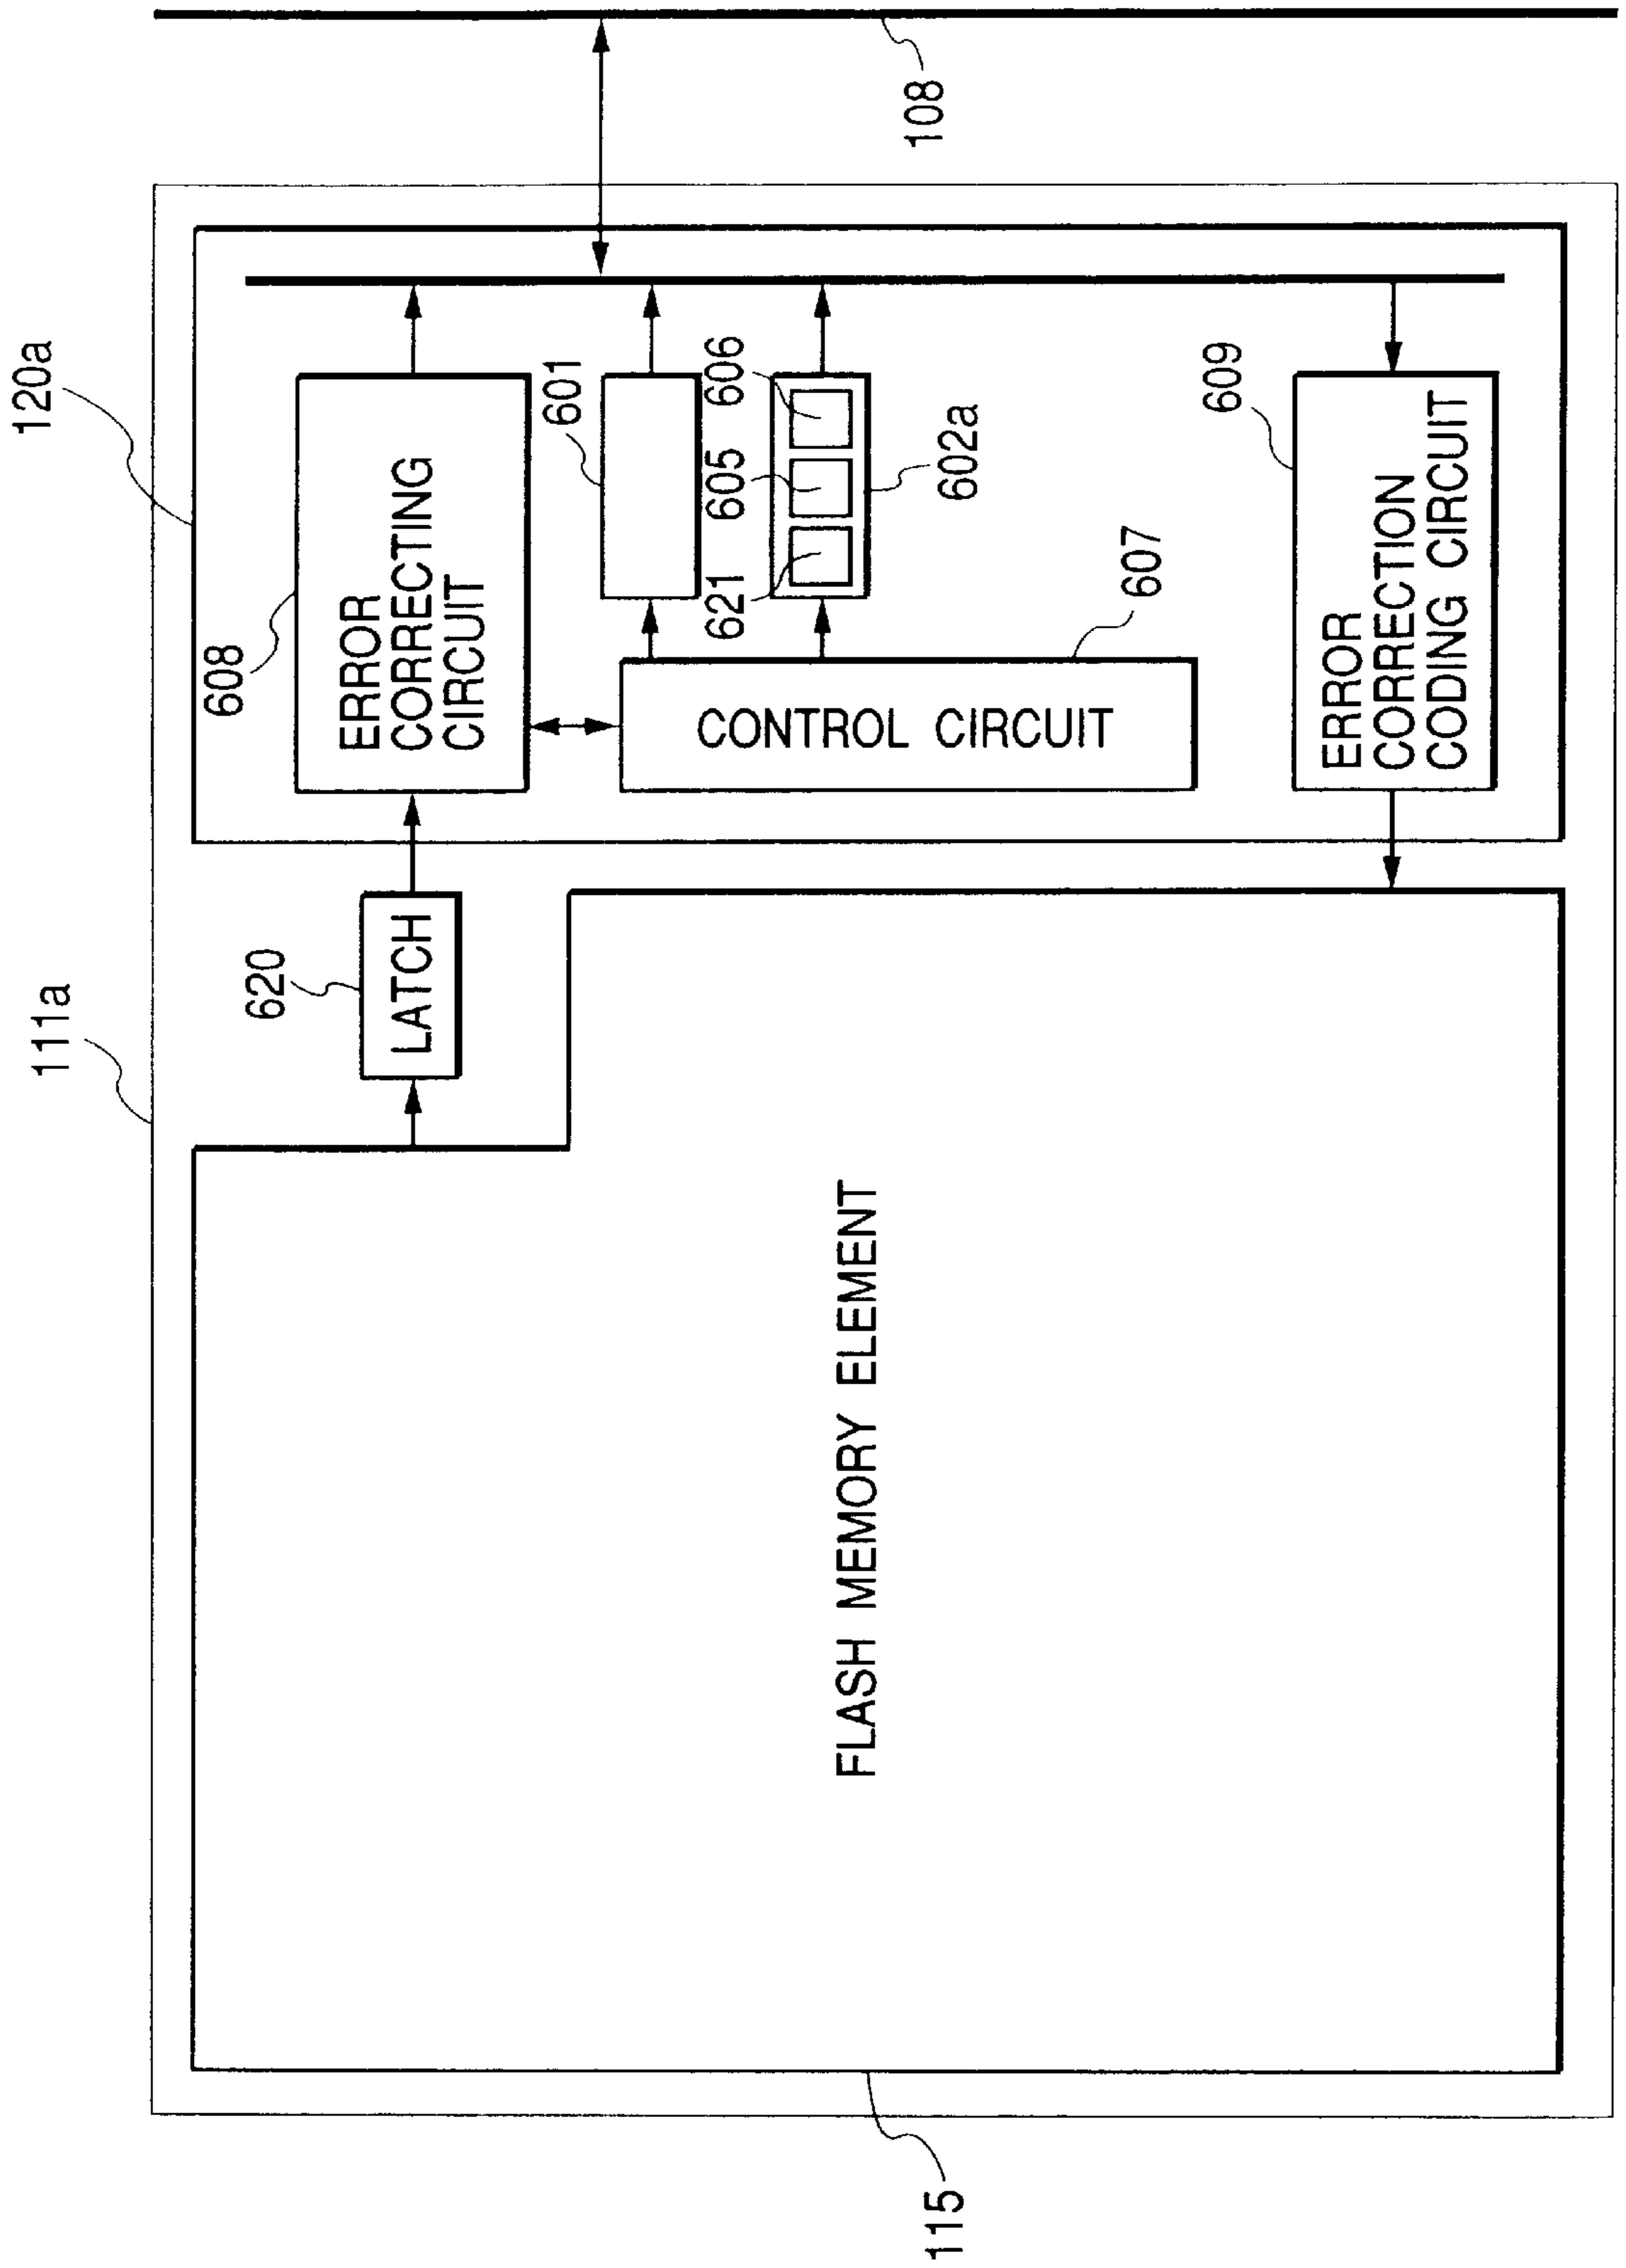 111a
120a
620
LATCH
608
ERROR
CORRECTING
CIRCUIT
601
621
605
606
602a
108
CONTROL CIRCUIT
607
609
ERROR
CORRECTION
CODING CIRCUIT
FLASH MEMORY ELEMENT
115